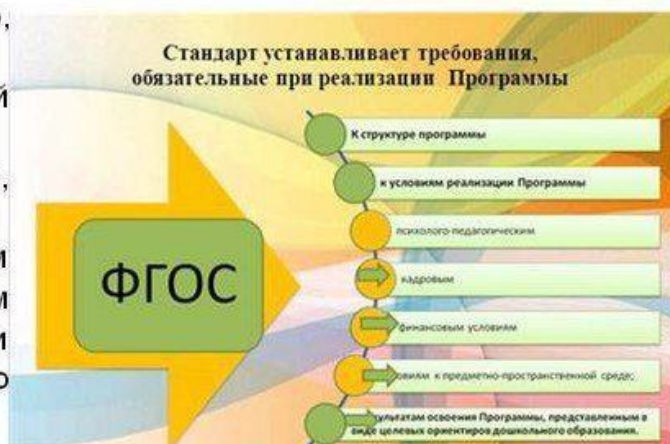 Стандарт устанавливает требования,
обязательные при реализации Программы
ФГОС
К структуре программы
к условиям реализации Программы
психолого-педагогическим
кадровым
финансовым условиям
к предметно-пространственной среде;
освоения Программы, представленным в
виде целевых ориентиров дошкольного образования.